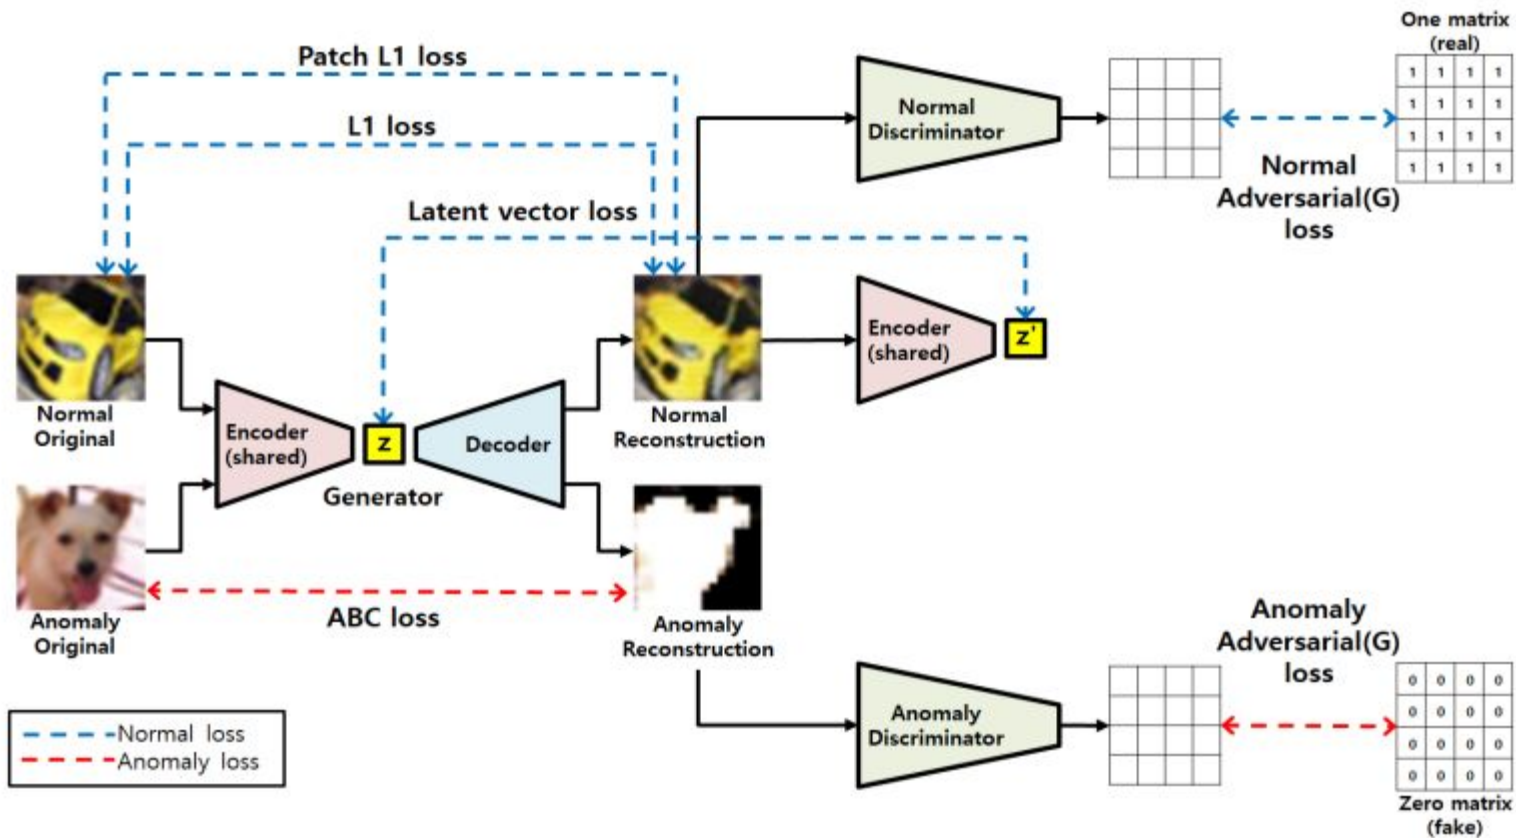 Patch L1 loss
L1 loss
Latent vector loss
Normal
Original
Anomaly
Original
Encoder
(shared)
z
Generator
Decoder
ABC loss
Normal
Reconstruction
Anomaly
Reconstruction
Normal
Discriminator
Encoder
(shared)
z'
One matrix
(real)
1 1 1 1
1 1 1 1
1 1 1 1
1 1 1 1
Normal
Adversarial(G)
loss
Anomaly
Discriminator
Anomaly
Adversarial(G)
loss
0 0 0 0
0 0 0 0
0 0 0 0
0 0 0 0
Zero matrix
(fake)
Normal loss
Anomaly loss